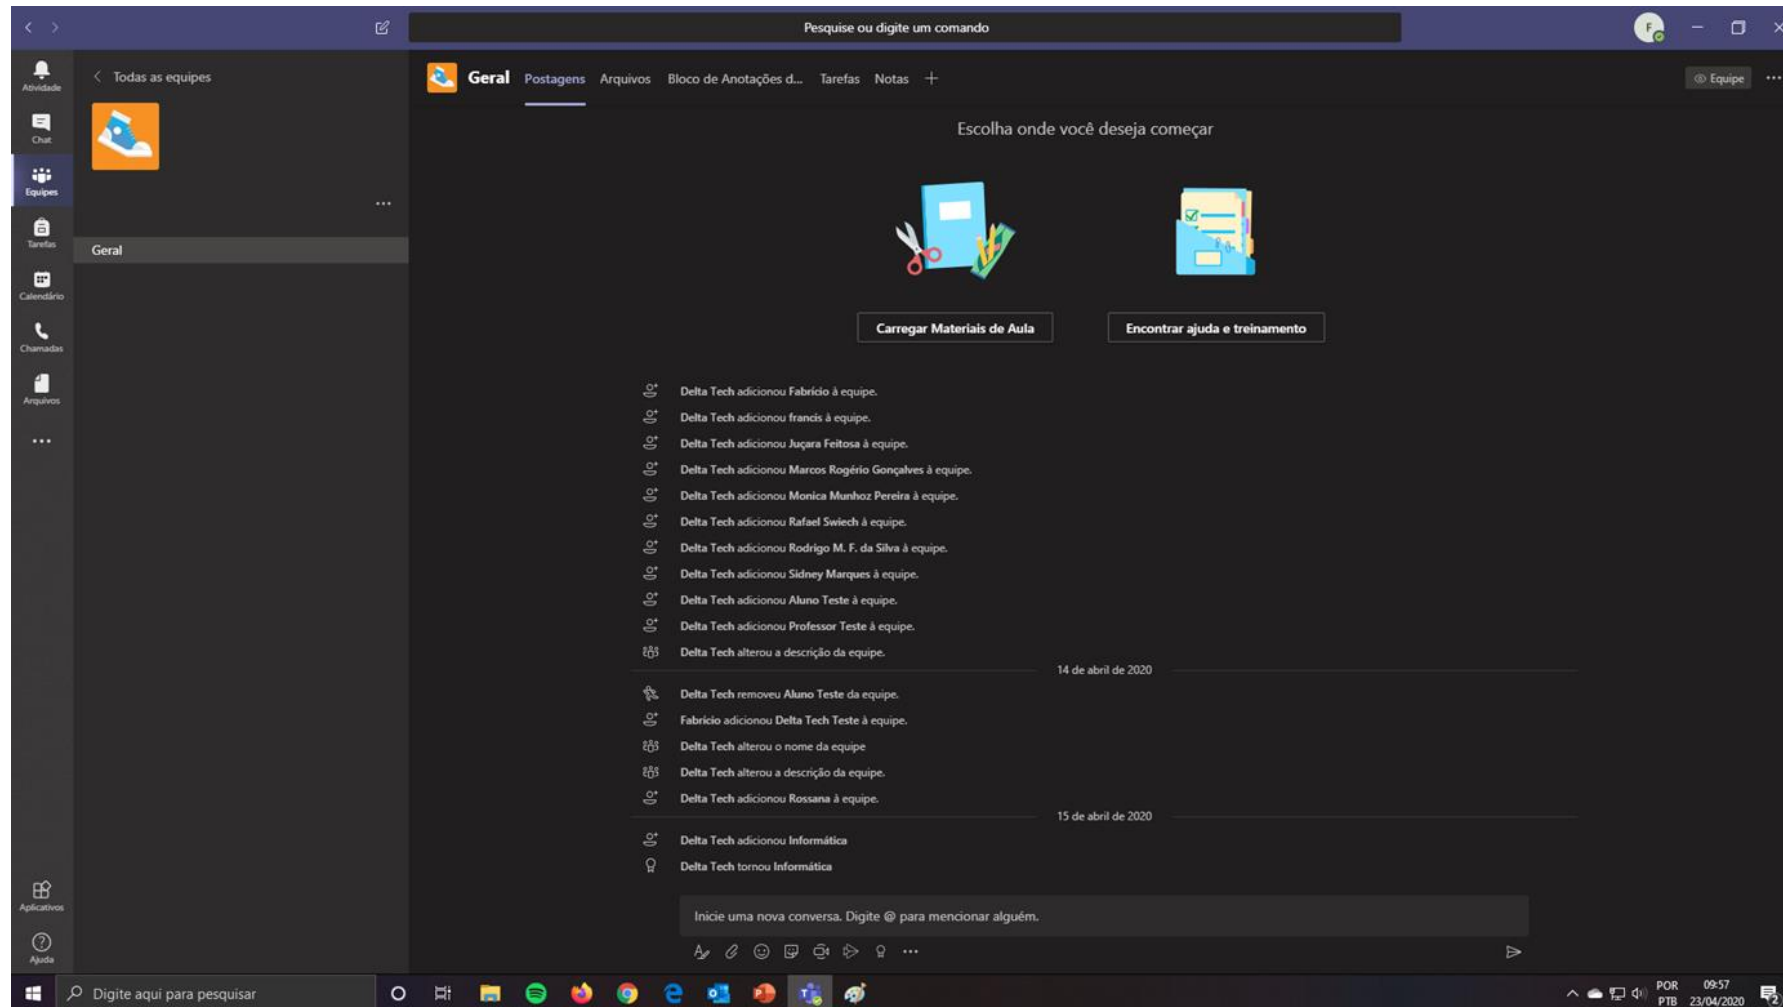 Pesquise ou digite um comando
F
Atividade
Chat
Equipes
Tarefas
Calendário
Chamadas
Arquivos
Aplicativos
Ajuda
Todas as equipes
Geral
Geral Postagens Arquivos Bloco de Anotações d... Tarefas Notas
Equipe
Escolha onde você deseja começar
Carregar Materiais de Aula
Encontrar ajuda e treinamento
Delta Tech adicionou Fabrício à equipe.
Delta Tech adicionou francis à equipe.
Delta Tech adicionou Juçara Feitosa à equipe.
Delta Tech adicionou Marcos Rogério Gonçalves à equipe.
Delta Tech adicionou Monica Munhoz Pereira à equipe.
Delta Tech adicionou Rafael Swiech à equipe.
Delta Tech adicionou Rodrigo M. F. da Silva à equipe.
Delta Tech adicionou Sidney Marques à equipe.
Delta Tech adicionou Aluno Teste à equipe.
Delta Tech adicionou Professor Teste à equipe.
Delta Tech alterou a descrição da equipe.
14 de abril de 2020
Delta Tech removeu Aluno Teste da equipe.
Fabrício adicionou Delta Tech Teste à equipe.
Delta Tech alterou o nome da equipe
Delta Tech alterou a descrição da equipe.
Delta Tech adicionou Rossana à equipe.
15 de abril de 2020
Delta Tech adicionou Informática
Delta Tech tornou Informática
Inicie uma nova conversa. Digite @ para mencionar alguém.
Digite aqui para pesquisar
POR
PTB
09:57
23/04/2020
2